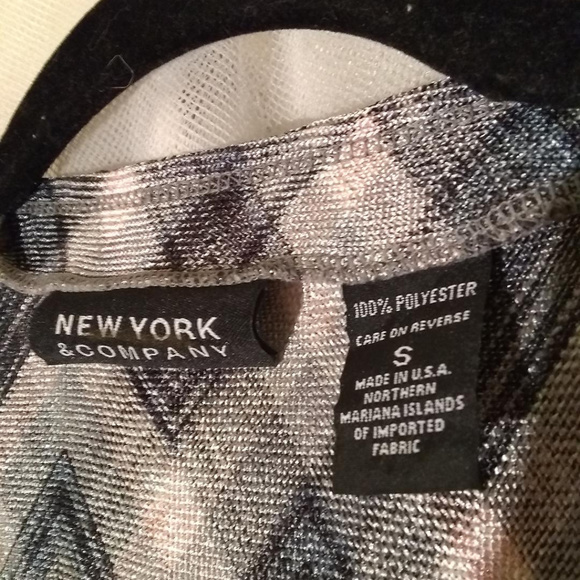 NEW YORK
& COMPANY
100% POLYESTER
CARE ON REVERSE
S
MADE IN U.S.A.
NORTHERN
MARIANA ISLANDS
OF IMPORTED
FABRIC